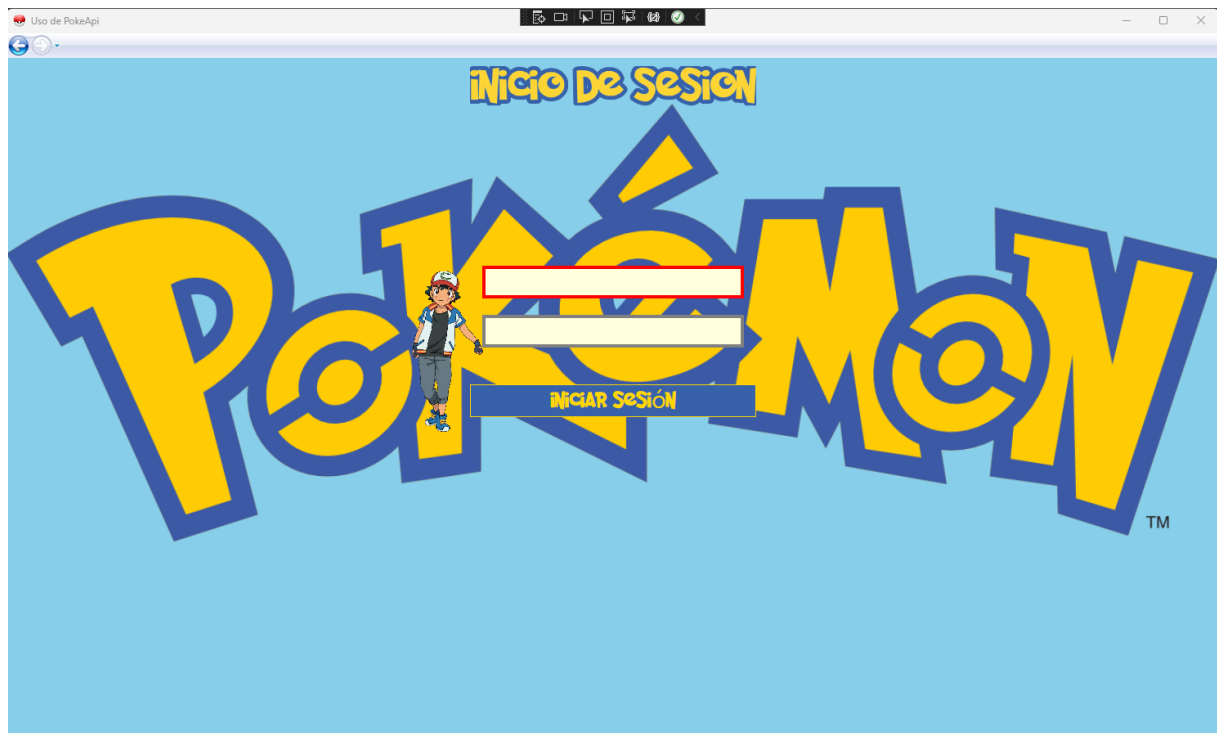 Uso de PokeApi
INICIO DE SESION
POKéMON
TM
INICIAR SESIÓN